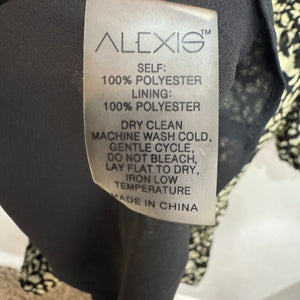 ALEXIS™
SELF:
100% POLYESTER
LINING:
100% POLYESTER
DRY CLEAN
MACHINE WASH COLD,
GENTLE CYCLE,
DO NOT BLEACH,
LAY FLAT TO DRY,
IRON LOW
TEMPERATURE
MADE IN CHINA